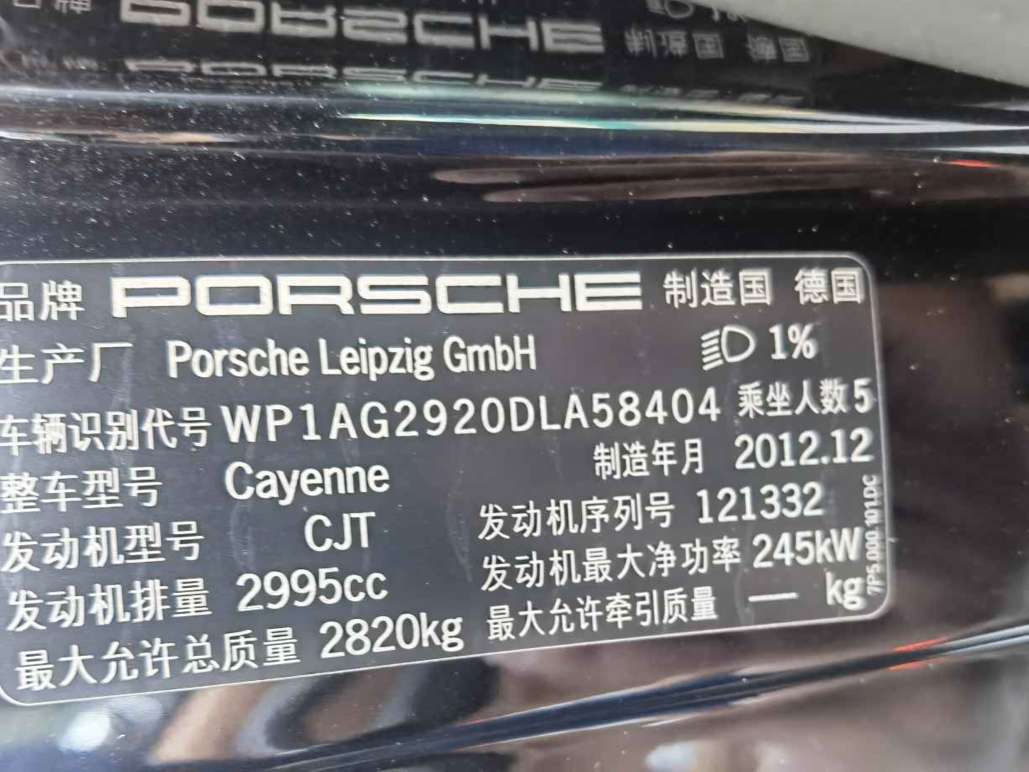 品牌 PORSCHE 制造国 德国
生产厂 Porsche Leipzig GmbH 1%
车辆识别代号 WP1AG2920DLA58404 乘坐人数 5
整车型号 Cayenne 制造年月 2012.12
发动机型号 CJT 发动机序列号 121332
发动机排量 2995cc 发动机最大净功率 245kW
最大允许总质量 2820kg 最大允许牵引质量 — kg
7P5.000.101.DC